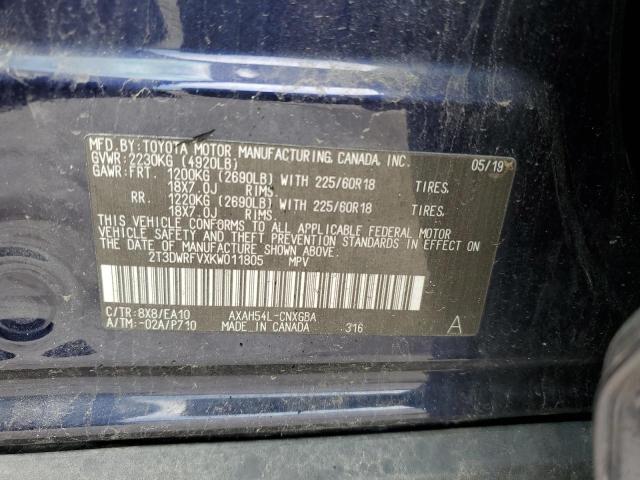 MFD.BY: TOYOTA MOTOR MANUFACTURING, CANADA, INC. 05/19
GVWR: 2230KG (4920LB)
GAWR: FRT. 1200KG (2690LB) WITH 225/60R18 TIRES.
18X7.0J RIMS.
RR. 1220KG (2690LB) WITH 225/60R18 TIRES.
18X7.0J RIMS.
THIS VEHICLE CONFORMS TO ALL APPLICABLE FEDERAL MOTOR
VEHICLE SAFETY AND THEFT PREVENTION STANDARDS IN EFFECT
ON THE DATE OF MANUFACTURE SHOWN ABOVE.
2T3DWRFVXKW011805 MPV
C/TR: 8X8/EA10 AXAH54L-CNXGBA
A/TM: -02A/P710 MADE IN CANADA 316 A